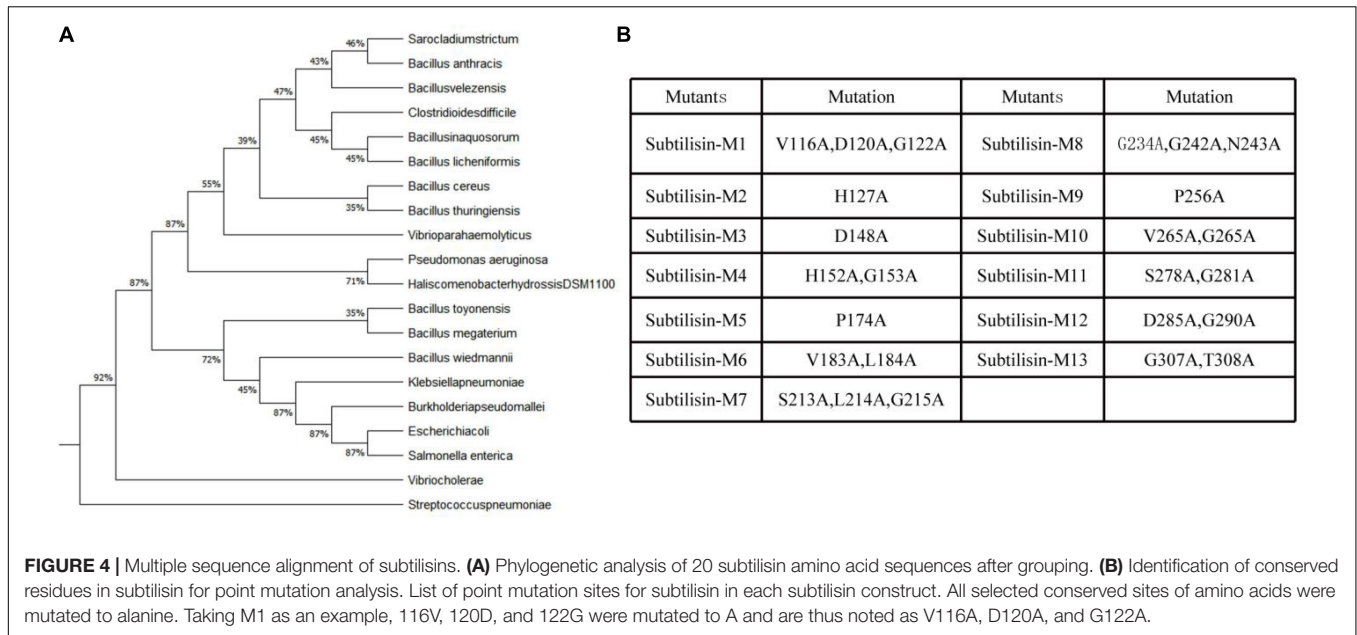 A
46%
Sarocladiumstrictum
43%
Bacillus anthracis
47%
Bacillusvelezensis
Clostridioidesdifficile
39%
45%
Bacillusinaquosorum
45%
Bacillus licheniformis
55%
Bacillus cereus
35%
Bacillus thuringiensis
87%
Vibrioparahaemolyticus
Pseudomonas aeruginosa
87%
71%
HaliscomenobacterhydrossisDSM1100
35%
Bacillus toyonensis
Bacillus megaterium
72%
Bacillus wiedmannii
92%
45%
Klebsiellapneumoniae
87%
Burkholderiapseudomallei
87%
Escherichiacoli
87%
Salmonella enterica
Vibriocholerae
Streptococcuspneumoniae
B
Mutants Mutation Mutants Mutation
Subtilisin-M1 V116A,D120A,G122A Subtilisin-M8 G234A,G242A,N243A
Subtilisin-M2 H127A Subtilisin-M9 P256A
Subtilisin-M3 D148A Subtilisin-M10 V265A,G265A
Subtilisin-M4 H152A,G153A Subtilisin-M11 S278A,G281A
Subtilisin-M5 P174A Subtilisin-M12 D285A,G290A
Subtilisin-M6 V183A,L184A Subtilisin-M13 G307A,T308A
Subtilisin-M7 S213A,L214A,G215A
FIGURE 4 | Multiple sequence alignment of subtilisins. (A) Phylogenetic analysis of 20 subtilisin amino acid sequences after grouping. (B) Identification of conserved
residues in subtilisin for point mutation analysis. List of point mutation sites for subtilisin in each subtilisin construct. All selected conserved sites of amino acids were
mutated to alanine. Taking M1 as an example, 116V, 120D, and 122G were mutated to A and are thus noted as V116A, D120A, and G122A.